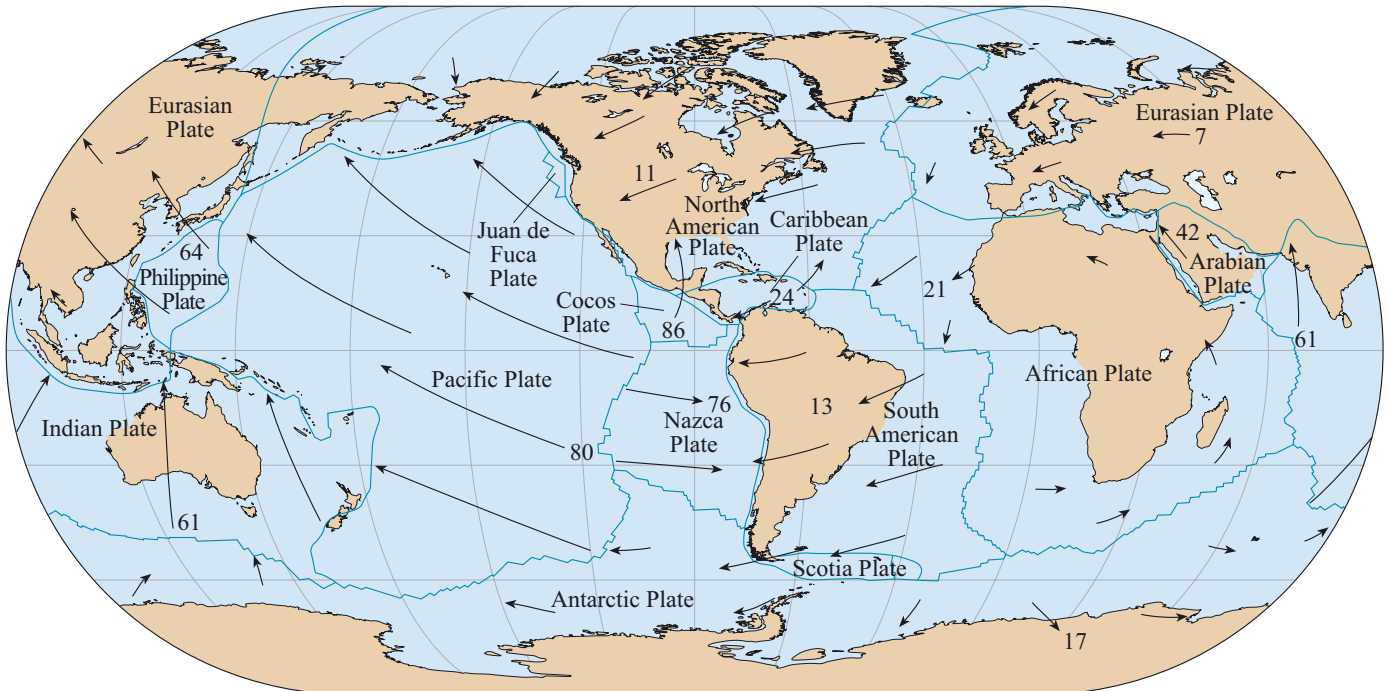 Eurasian
Plate
Eurasian Plate
7
11
North
American
Plate
Caribbean
Plate
Juan de
Fuca
Plate
42
Arabian
Plate
64
Philippine
Plate
Cocos
Plate
24
21
86
61
Pacific Plate
African Plate
76
Nazca
Plate
13
South
American
Plate
Indian Plate
80
61
Scotia Plate
Antarctic Plate
17